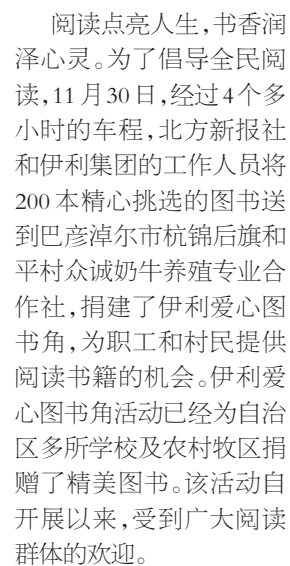 阅读点亮人生，书香润
泽心灵。为了倡导全民阅
读，11月30日，经过4个多
小时的车程，北方新报社
和伊利集团的工作人员将
200本精心挑选的图书送
到巴彦淖尔市杭锦后旗和
平村众诚奶牛养殖专业合
作社，捐建了伊利爱心图
书角，为职工和村民提供
阅读书籍的机会。伊利爱
心图书角活动已经为自治
区多所学校及农村牧区捐
赠了精美图书。该活动自
开展以来，受到广大阅读
群体的欢迎。